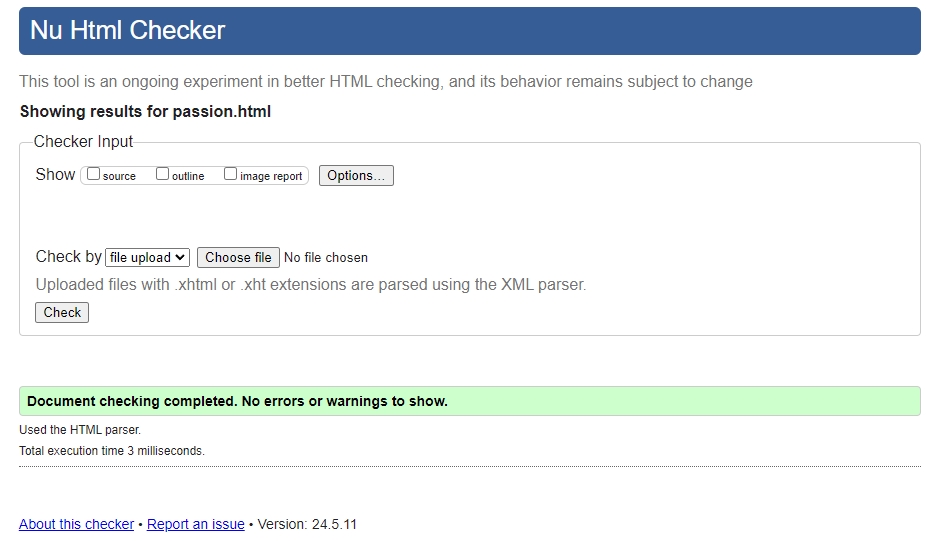 Nu Html Checker
This tool is an ongoing experiment in better HTML checking, and its behavior remains subject to change
Showing results for passion.html
Checker Input
Show source outline image report Options...
Check by file upload Choose file No file chosen
Uploaded files with .xhtml or .xht extensions are parsed using the XML parser.
Check
Document checking completed. No errors or warnings to show.
Used the HTML parser.
Total execution time 3 milliseconds.
About this checker • Report an issue • Version: 24.5.11